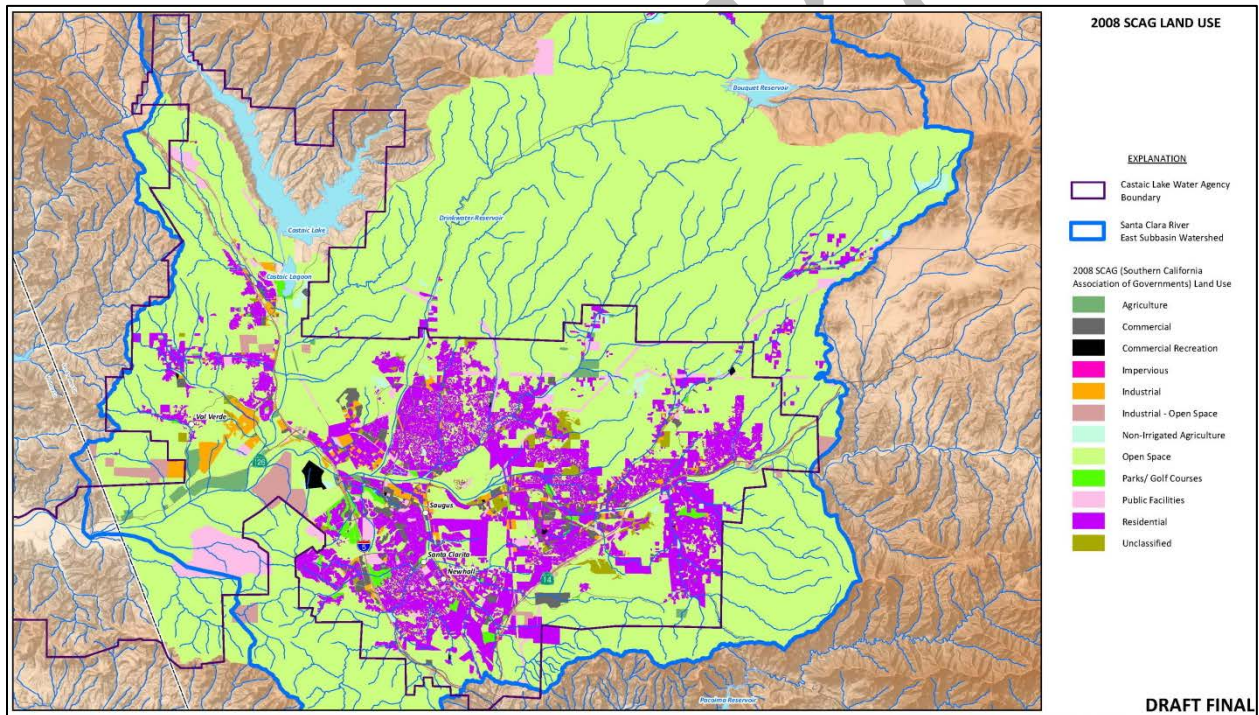 2008 SCAG LAND USE
Bouquet Reservoir
Drinkwater Reservoir
Castaic Lake
Castaic Lagoon
Val Verde
126
Saugus
5
Santa Clarita
Newhall
14
Pacoima Reservoir
EXPLANATION
Castaic Lake Water Agency
Boundary
Santa Clara River
East Subbasin Watershed
2008 SCAG (Southern California
Association of Governments) Land Use
Agriculture
Commercial
Commercial Recreation
Impervious
Industrial
Industrial - Open Space
Non-Irrigated Agriculture
Open Space
Parks/ Golf Courses
Public Facilities
Residential
Unclassified
DRAFT FINAL